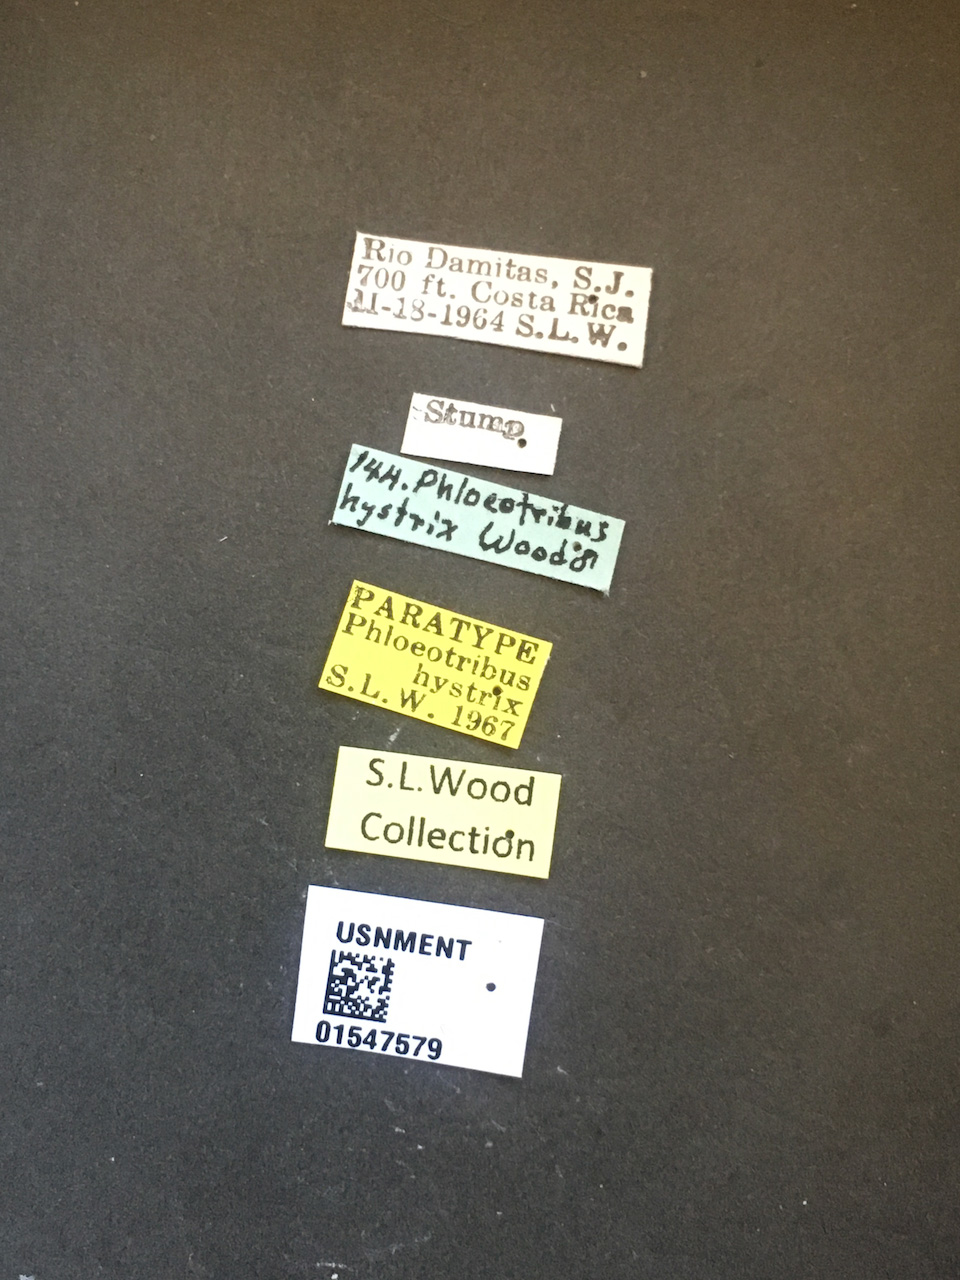 Rio Damitas, S.J.
700 ft. Costa Rica
II-18-1964 S.L.W.
Stump
144. Phloeotribus
hystrix Wood ♂
PARATYPE
Phloeotribus
hystrix
S.L.W. 1967
S.L.Wood
Collection
USNMENT
01547579